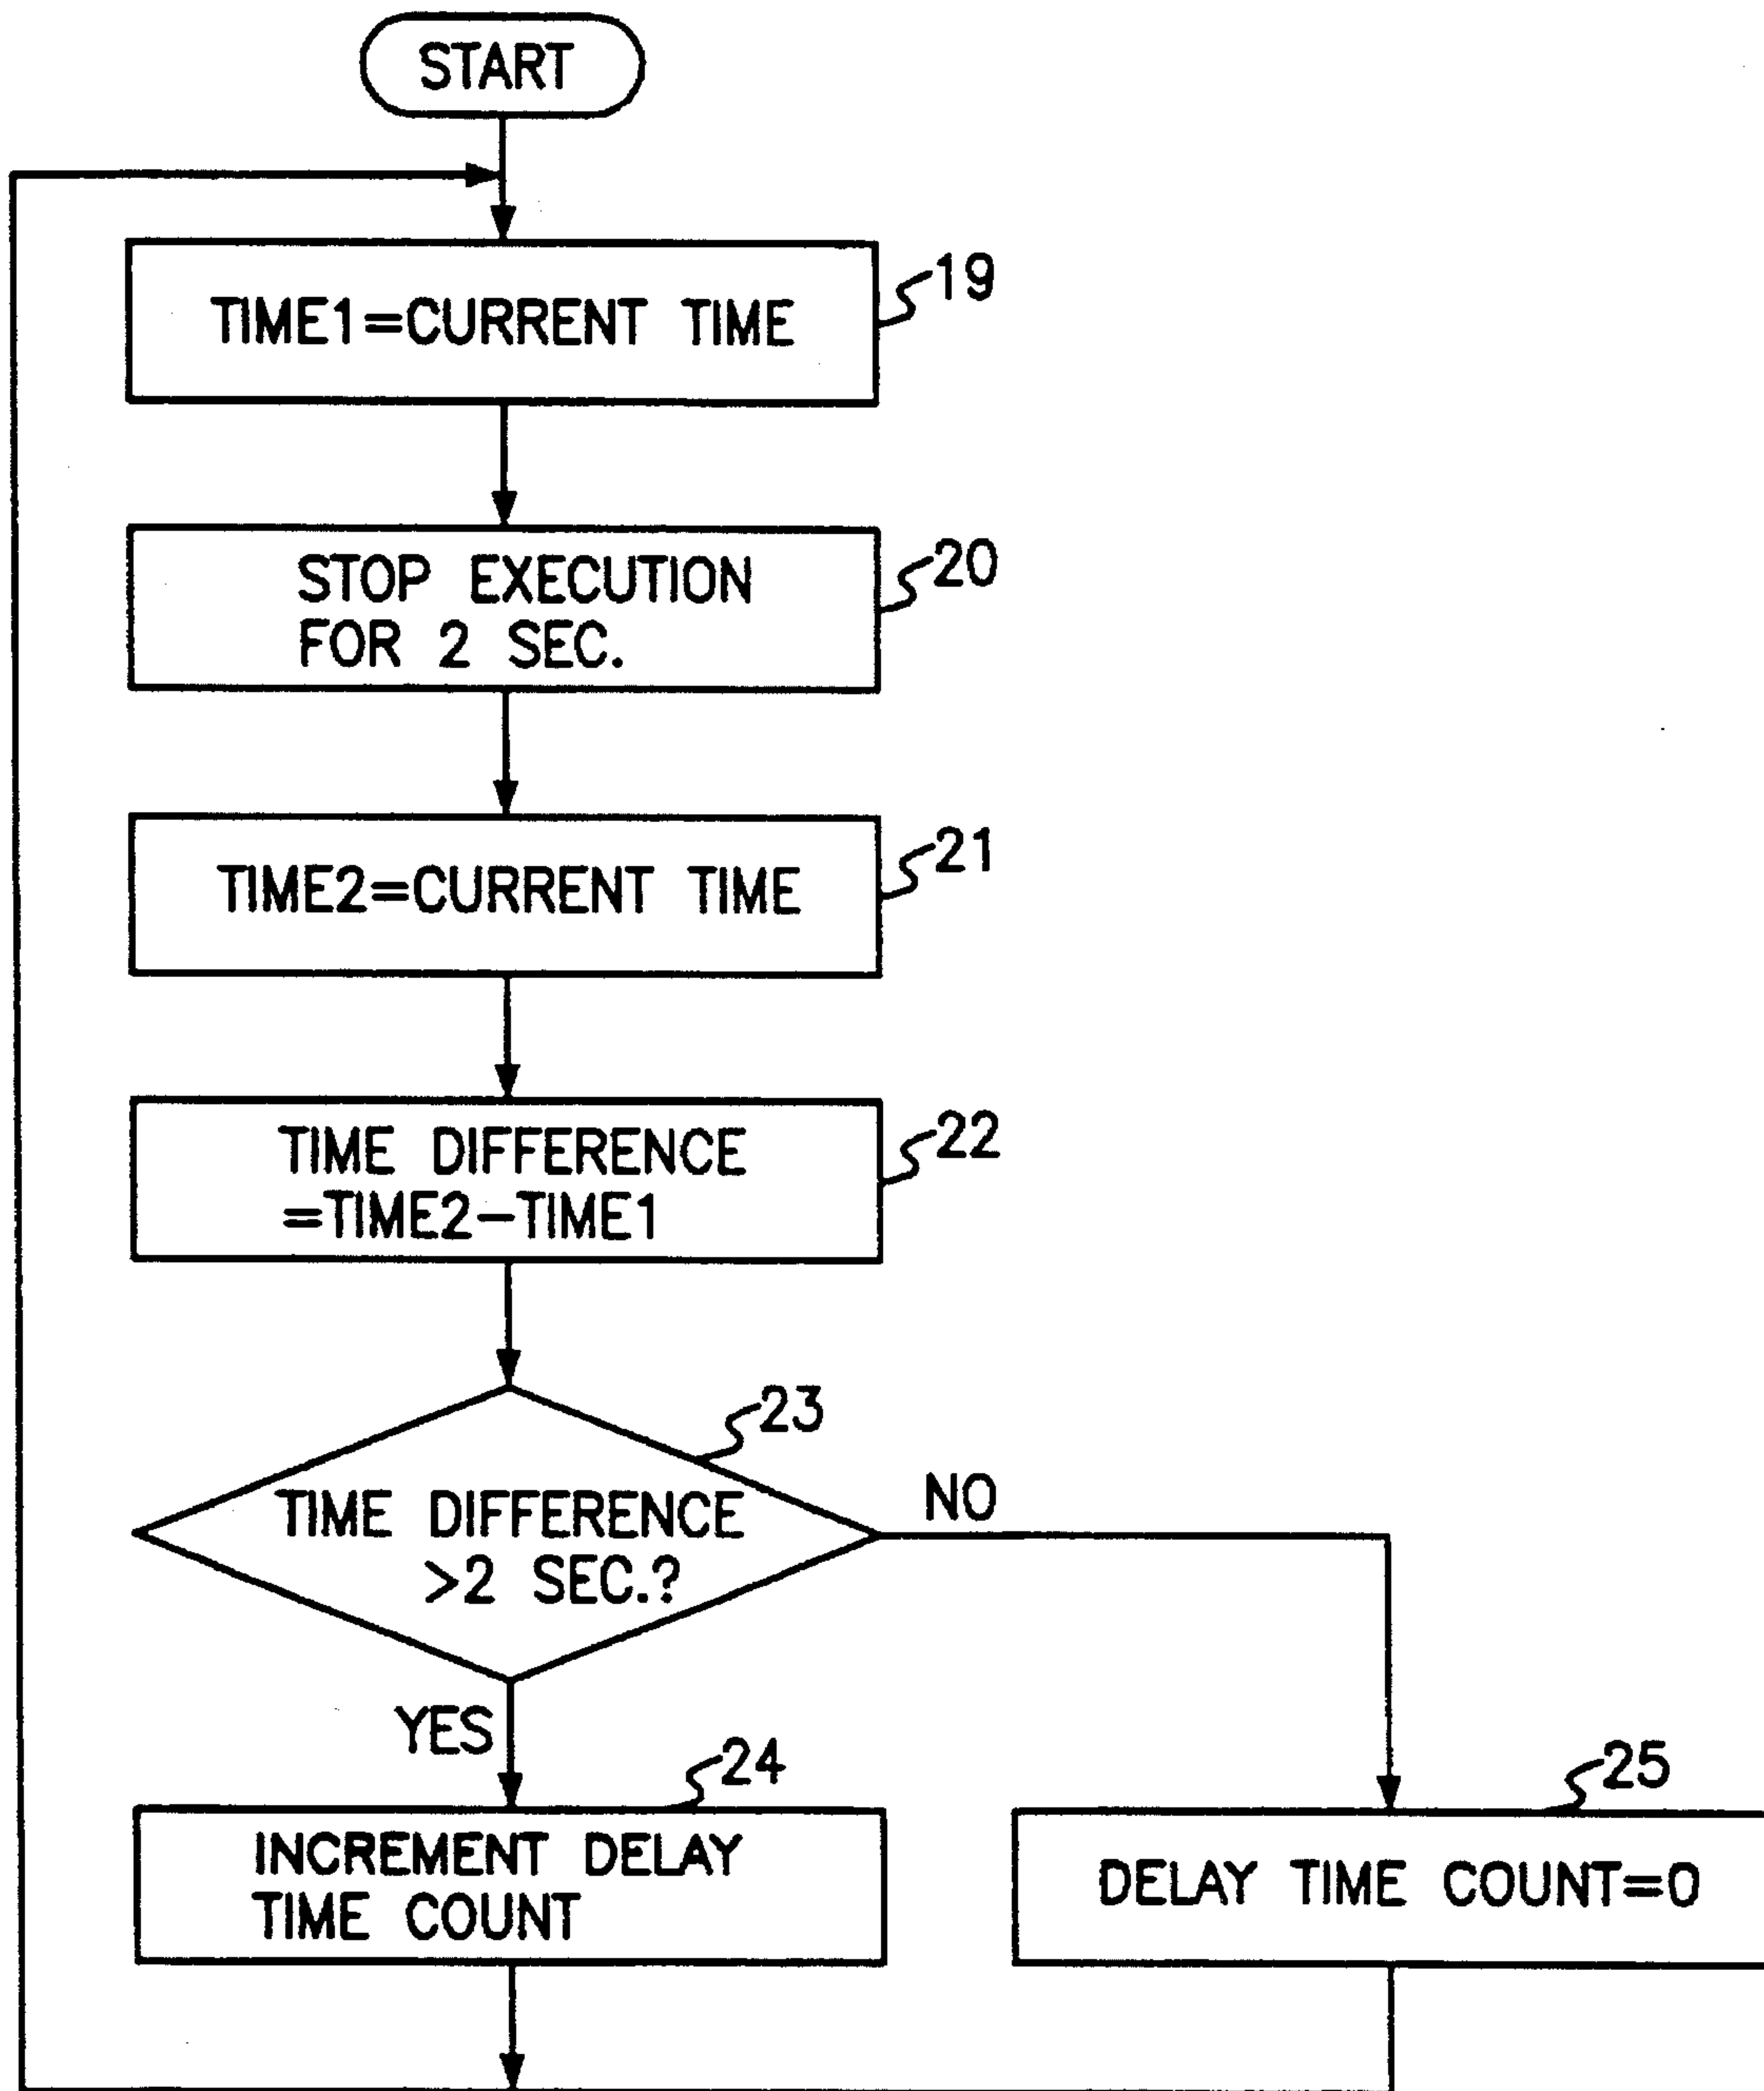 START
TIME1=CURRENT TIME
19
STOP EXECUTION
FOR 2 SEC.
20
TIME2=CURRENT TIME
21
TIME DIFFERENCE
=TIME2-TIME1
22
23
TIME DIFFERENCE
>2 SEC.?
NO
YES
24
INCREMENT DELAY
TIME COUNT
25
DELAY TIME COUNT=0